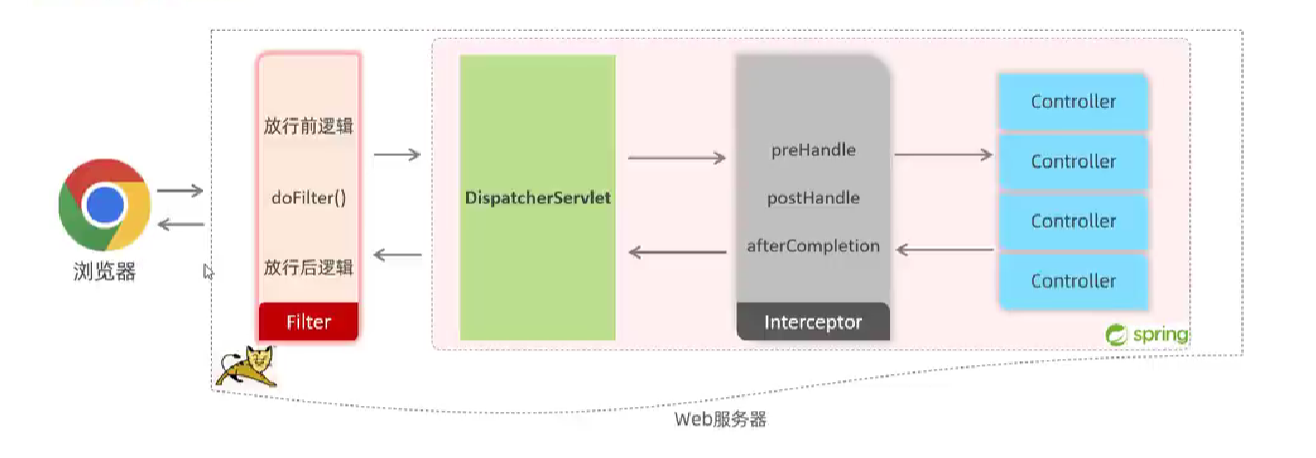 浏览器
放行前逻辑
doFilter()
放行后逻辑
Filter
DispatcherServlet
preHandle
postHandle
afterCompletion
Interceptor
Controller
Controller
Controller
Controller
spring
Web服务器